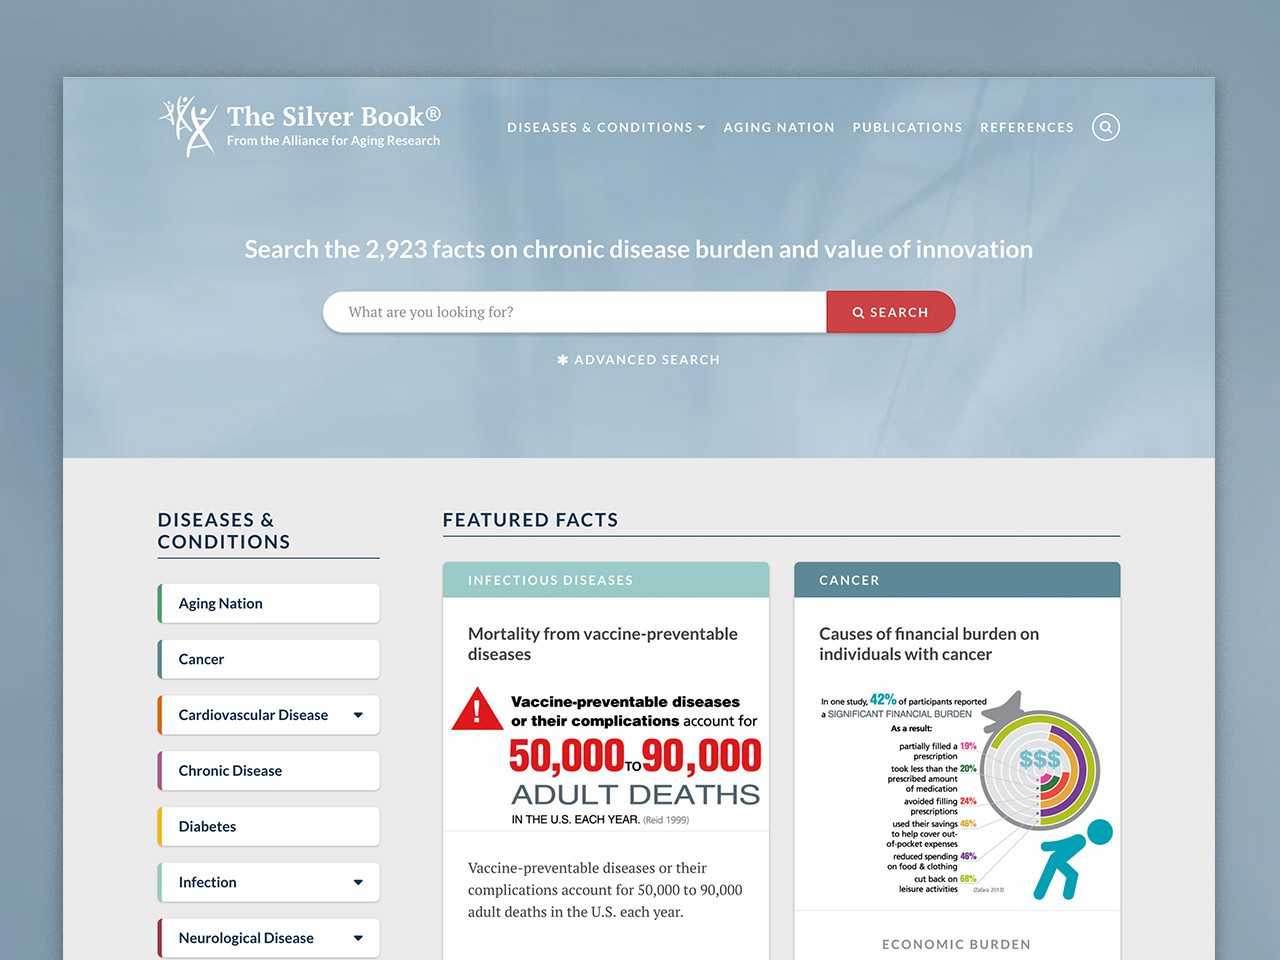 The Silver Book®
From the Alliance for Aging Research
DISEASES & CONDITIONS
AGING NATION
PUBLICATIONS
REFERENCES
Search the 2,923 facts on chronic disease burden and value of innovation
What are you looking for?
SEARCH
ADVANCED SEARCH
DISEASES &
CONDITIONS
Aging Nation
Cancer
Cardiovascular Disease
Chronic Disease
Diabetes
Infection
Neurological Disease
FEATURED FACTS
INFECTIOUS DISEASES
Mortality from vaccine-preventable
diseases
!
Vaccine-preventable diseases
or their complications account for
50,000 TO 90,000
ADULT DEATHS
IN THE U.S. EACH YEAR. (Reid 1999)
Vaccine-preventable diseases or their
complications account for 50,000 to 90,000
adult deaths in the U.S. each year.
CANCER
Causes of financial burden on
individuals with cancer
In one study, 42% of participants reported
a SIGNIFICANT FINANCIAL BURDEN
As a result:
partially filled a 19%
prescription
took less than the 20%
prescribed amount
of medication
avoided filling 24%
prescriptions
used their savings 46%
to help cover out-
of-pocket expenses
reduced spending 46%
on food & clothing
cut back on 68%
leisure activities
(Zafara 2013)
$$$
ECONOMIC BURDEN